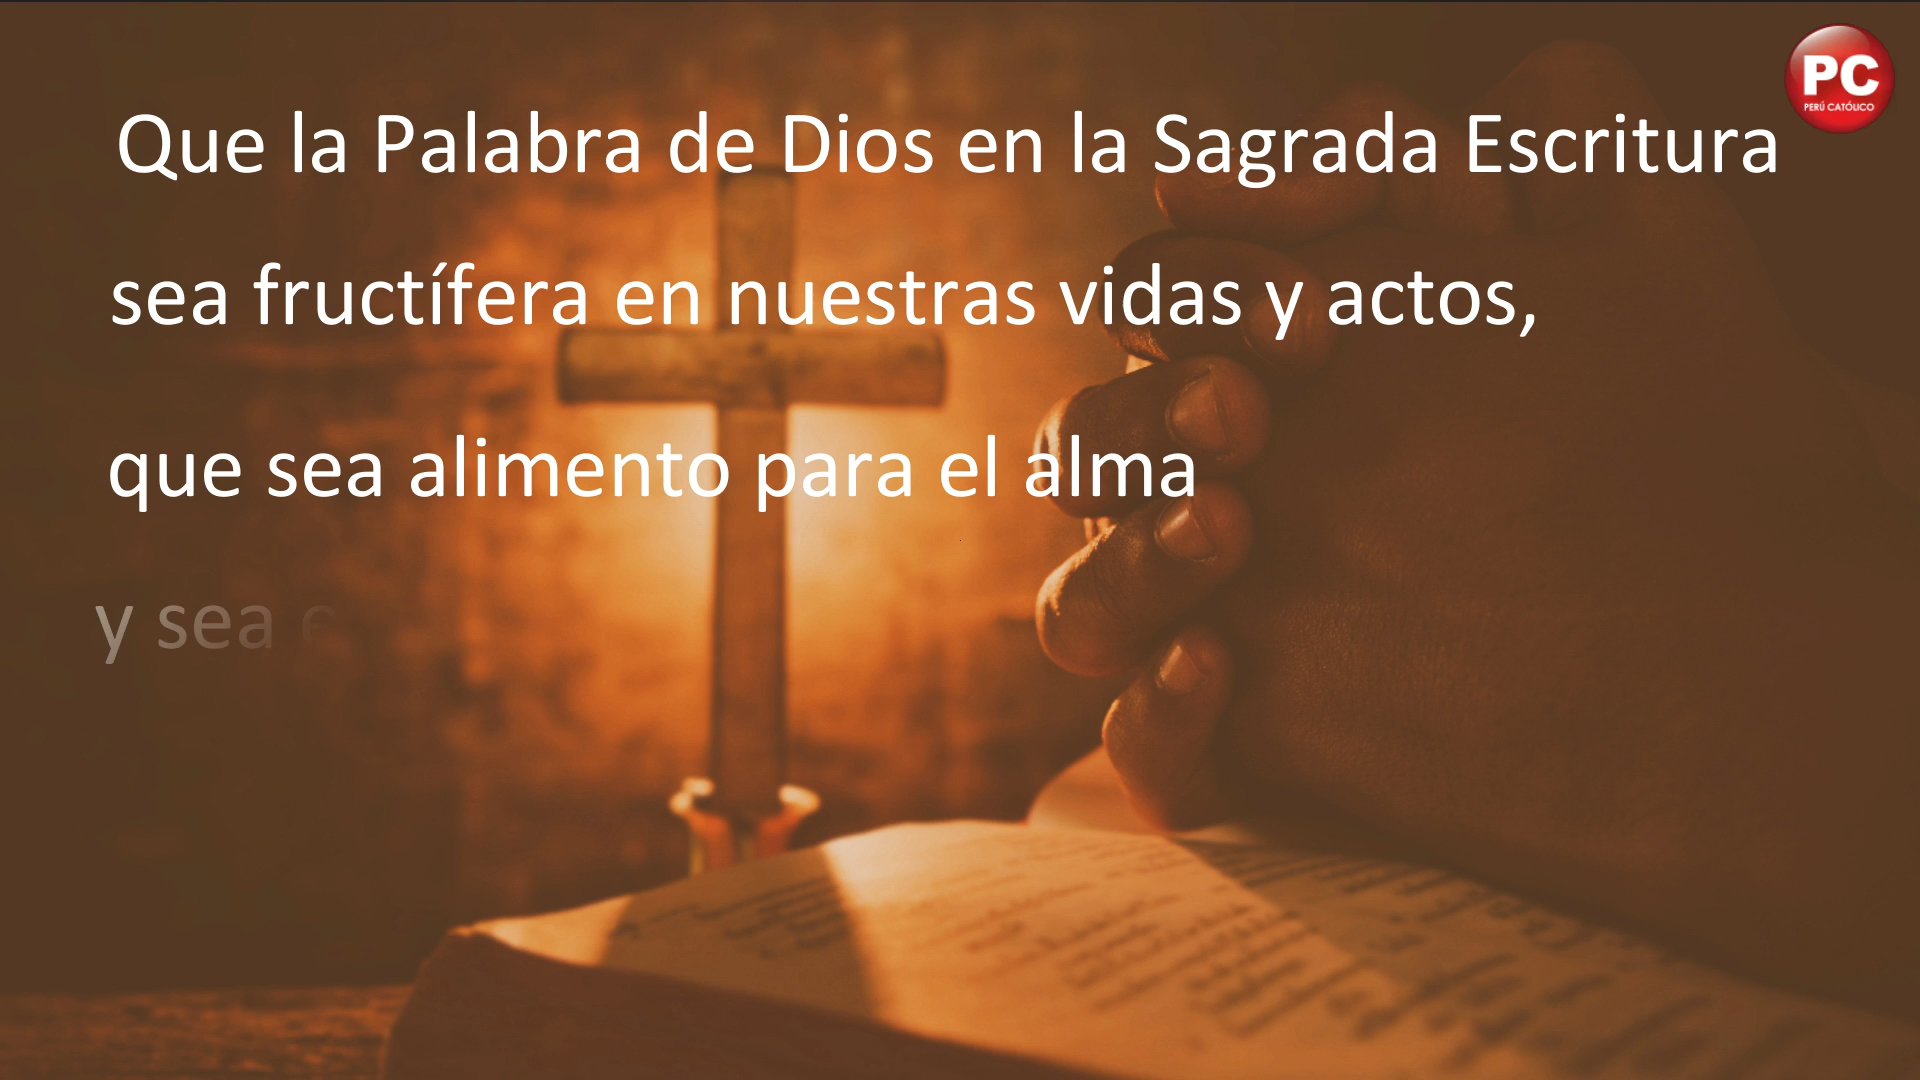 PC
PERÚ CATÓLICO
Que la Palabra de Dios en la Sagrada Escritura
sea fructífera en nuestras vidas y actos,
que sea alimento para el alma
y sea